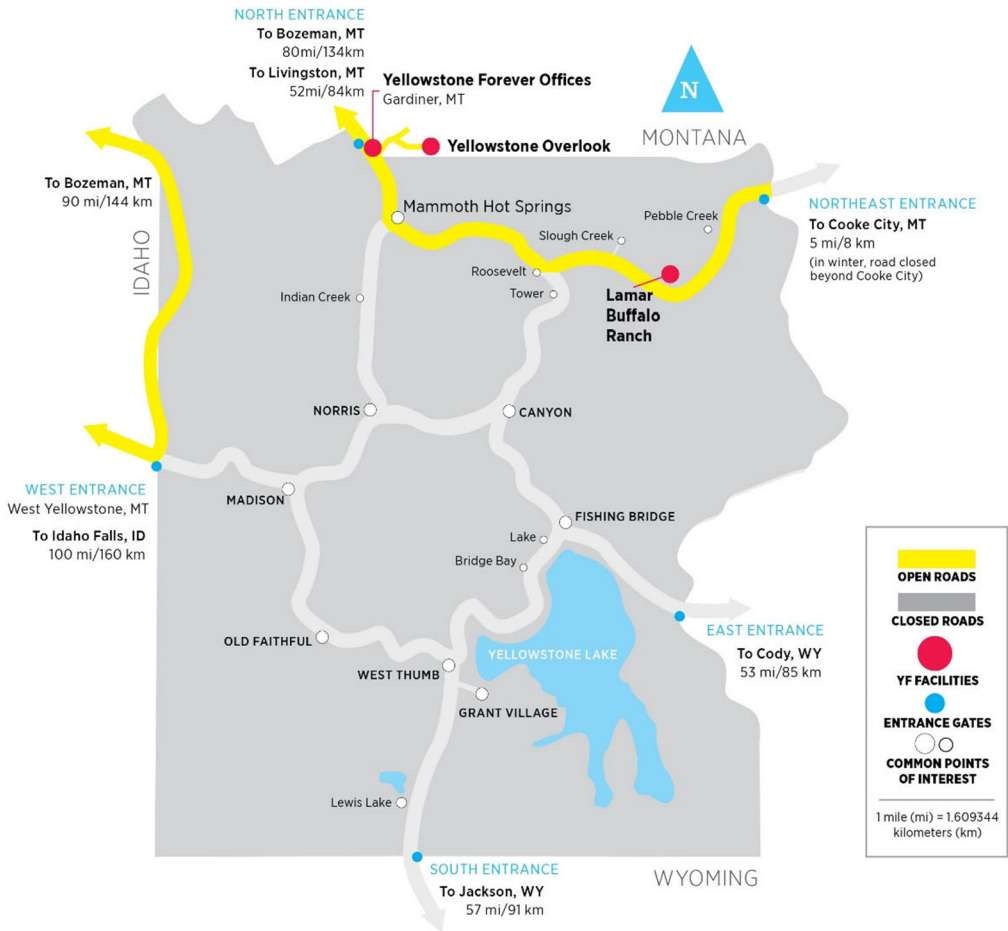 NORTH ENTRANCE
To Bozeman, MT
80mi/134km
To Livingston, MT
52mi/84km
Yellowstone Forever Offices
Gardiner, MT
N
MONTANA
Yellowstone Overlook
To Bozeman, MT
90 mi/144 km
IDAHO
Mammoth Hot Springs
Pebble Creek
Slough Creek
NORTHEAST ENTRANCE
To Cooke City, MT
5 mi/8 km
(in winter, road closed
beyond Cooke City)
Roosevelt
Tower
Indian Creek
Lamar
Buffalo
Ranch
NORRIS
CANYON
WEST ENTRANCE
West Yellowstone, MT
To Idaho Falls, ID
100 mi/160 km
MADISON
FISHING BRIDGE
Lake
Bridge Bay
OLD FAITHFUL
WEST THUMB
YELLOWSTONE LAKE
GRANT VILLAGE
EAST ENTRANCE
To Cody, WY
53 mi/85 km
Lewis Lake
SOUTH ENTRANCE
To Jackson, WY
57 mi/91 km
WYOMING
OPEN ROADS
CLOSED ROADS
YF FACILITIES
ENTRANCE GATES
COMMON POINTS
OF INTEREST
1 mile (mi) = 1.609344
kilometers (km)